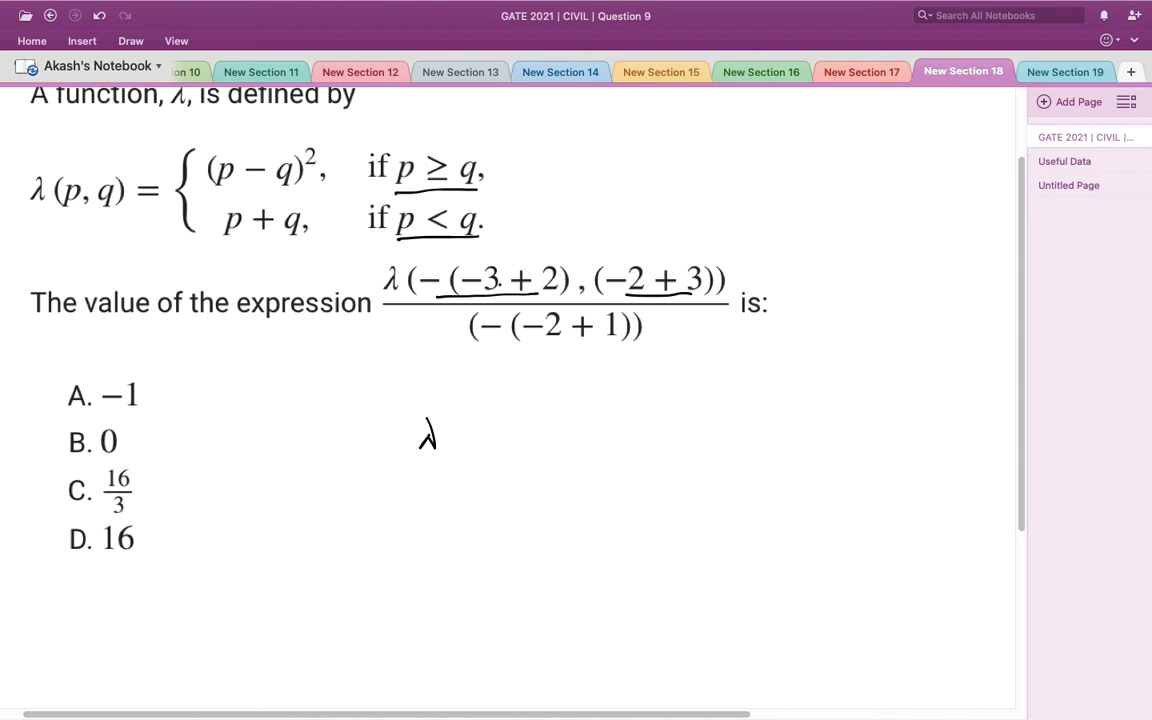 GATE 2021 | CIVIL | Question 9
Search All Notebooks
Home Insert Draw View
Akash's Notebook
on 10 New Section 11 New Section 12 New Section 13 New Section 14 New Section 15 New Section 16 New Section 17 New Section 18 New Section 19 +
Add Page
GATE 2021 | CIVIL |...
Useful Data
Untitled Page
A function, λ, is defined by
λ (p, q) = { (p − q)², if p ≥ q,
p + q, if p < q.
The value of the expression λ (− (−3 + 2) , (−2 + 3)) / (− (−2 + 1)) is:
A. −1
B. 0
C. 16/3
D. 16
λ